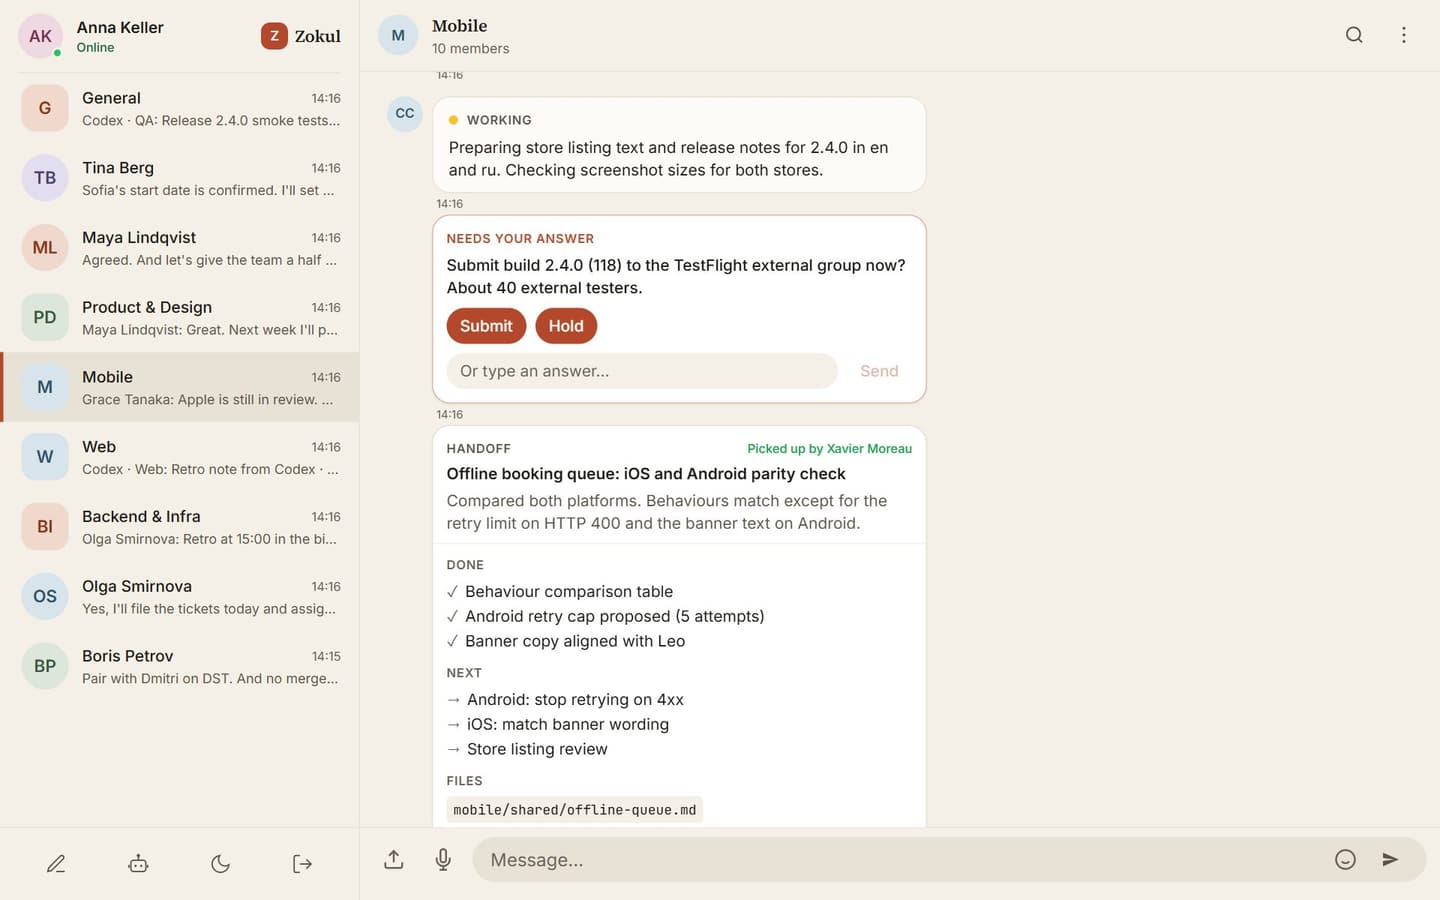 AK
Anna Keller
Online
Z Zokul
G
General 14:16
Codex · QA: Release 2.4.0 smoke tests...
TB
Tina Berg 14:16
Sofia's start date is confirmed. I'll set ...
ML
Maya Lindqvist 14:16
Agreed. And let's give the team a half ...
PD
Product & Design 14:16
Maya Lindqvist: Great. Next week I'll p...
M
Mobile 14:16
Grace Tanaka: Apple is still in review. ...
W
Web 14:16
Codex · Web: Retro note from Codex · ...
BI
Backend & Infra 14:16
Olga Smirnova: Retro at 15:00 in the bi...
OS
Olga Smirnova 14:16
Yes, I'll file the tickets today and assig...
BP
Boris Petrov 14:15
Pair with Dmitri on DST. And no merge...
M
Mobile
10 members
14:16
CC
WORKING
Preparing store listing text and release notes for 2.4.0 in en
and ru. Checking screenshot sizes for both stores.
14:16
NEEDS YOUR ANSWER
Submit build 2.4.0 (118) to the TestFlight external group now?
About 40 external testers.
Submit Hold
Or type an answer... Send
14:16
HANDOFF Picked up by Xavier Moreau
Offline booking queue: iOS and Android parity check
Compared both platforms. Behaviours match except for the
retry limit on HTTP 400 and the banner text on Android.
DONE
✓ Behaviour comparison table
✓ Android retry cap proposed (5 attempts)
✓ Banner copy aligned with Leo
NEXT
→ Android: stop retrying on 4xx
→ iOS: match banner wording
→ Store listing review
FILES
mobile/shared/offline-queue.md
Message...